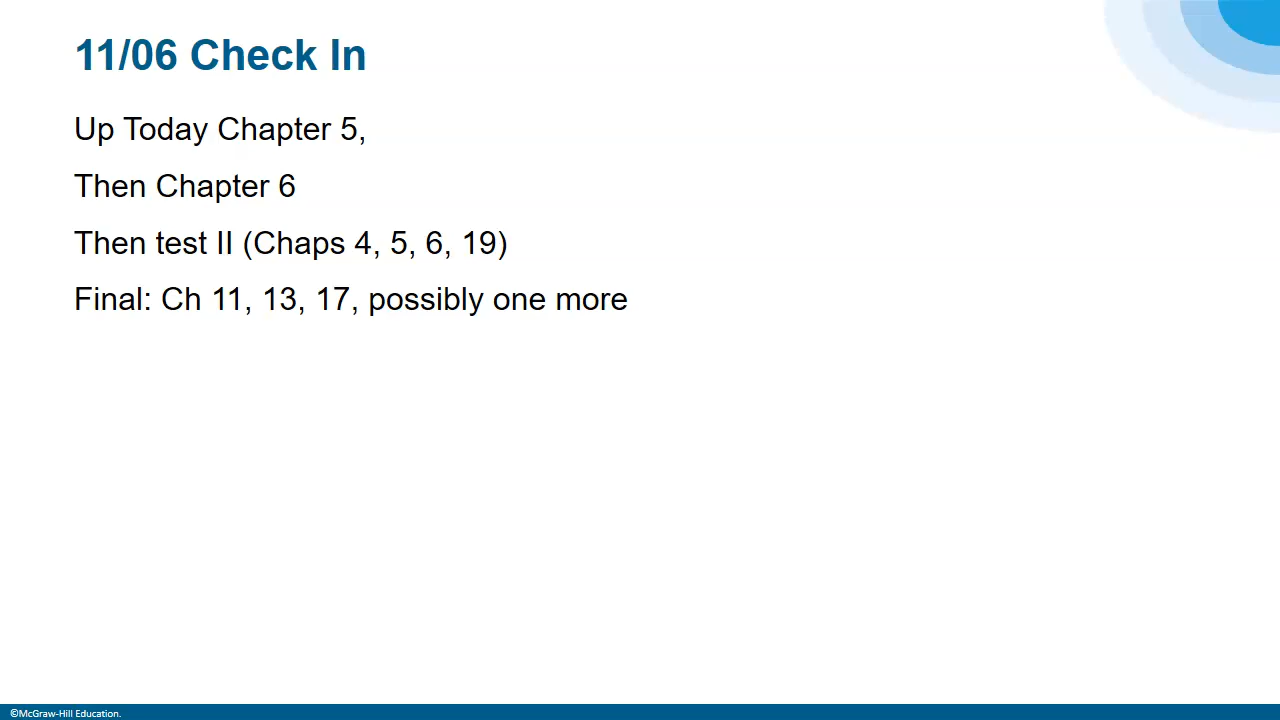 11/06 Check In
Up Today Chapter 5,
Then Chapter 6
Then test II (Chaps 4, 5, 6, 19)
Final: Ch 11, 13, 17, possibly one more
©McGraw-Hill Education.